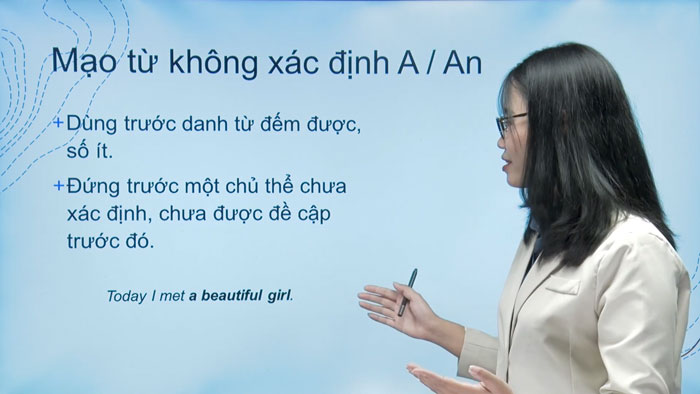 Mạo từ không xác định A / An
+Dùng trước danh từ đếm được,
số ít.
+Đứng trước một chủ thể chưa
xác định, chưa được đề cập
trước đó.
Today I met a beautiful girl.